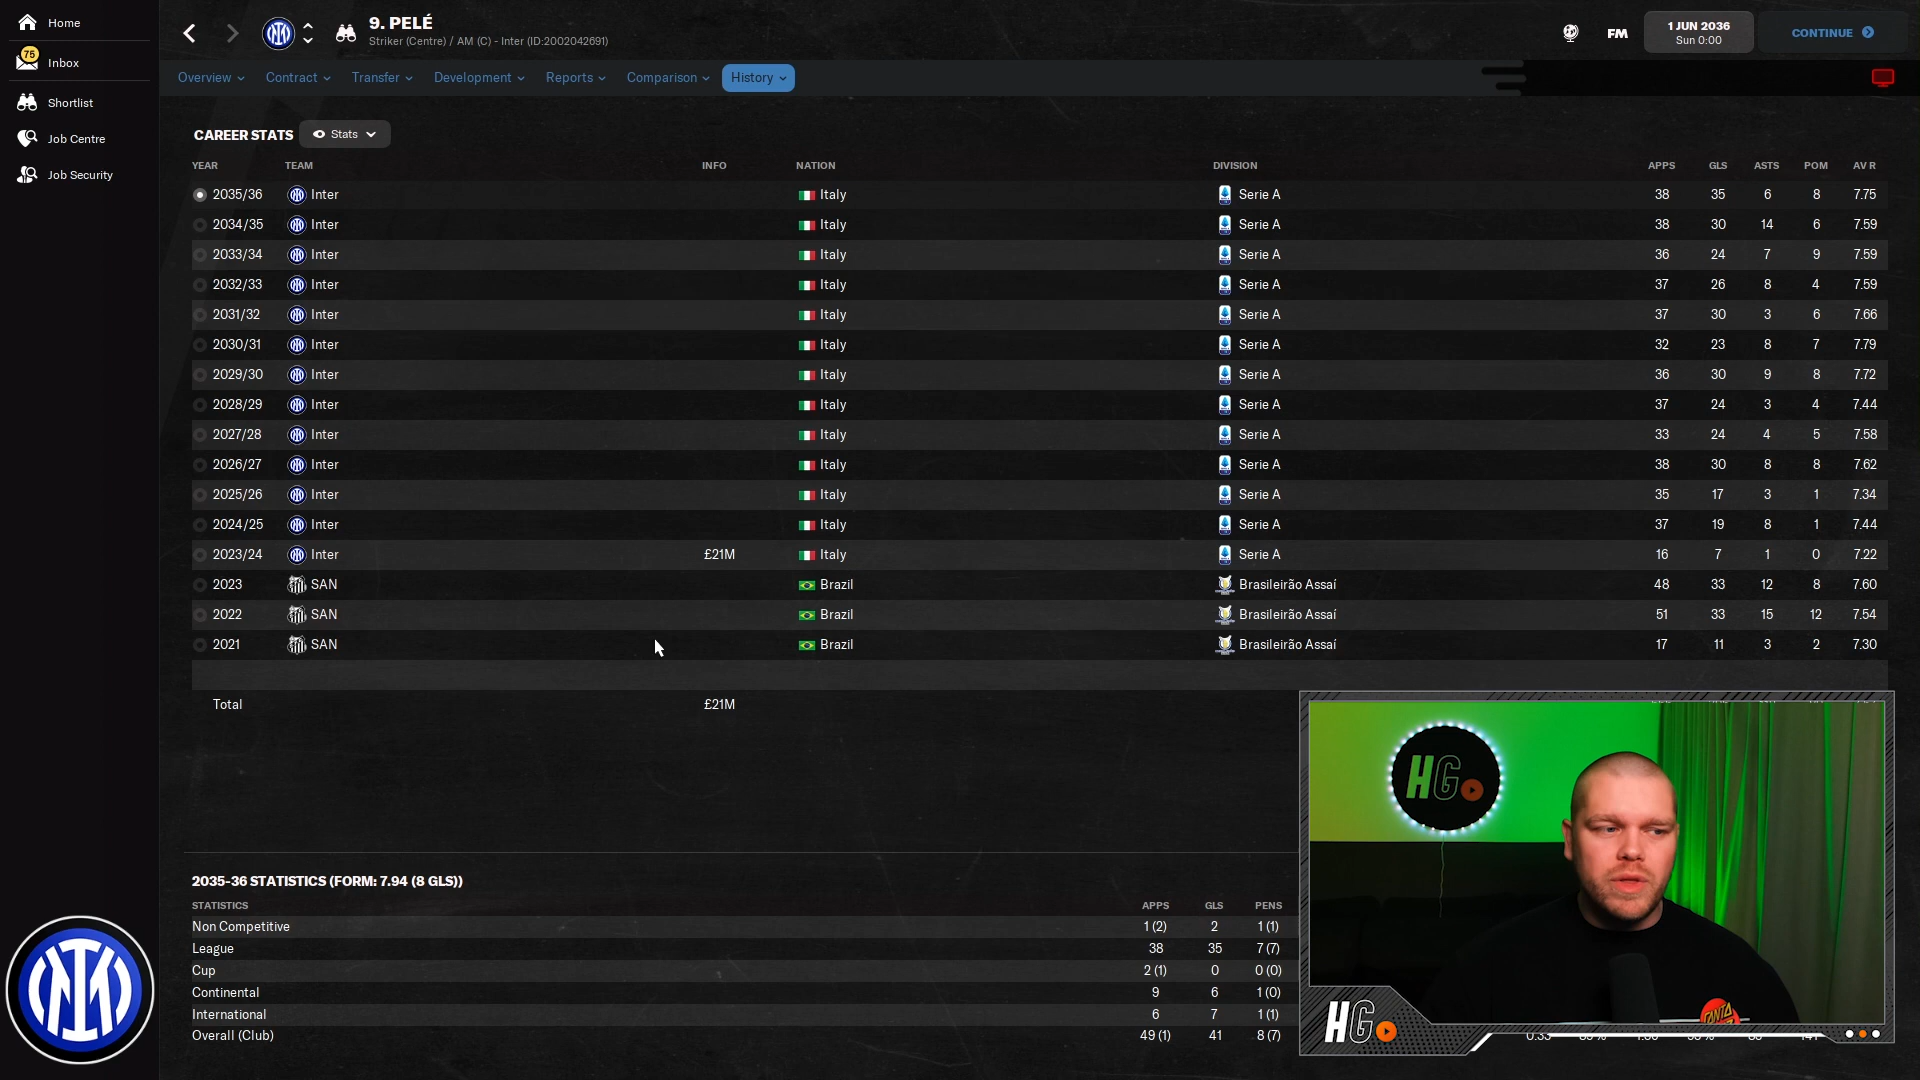 Home
75
Inbox
Shortlist
Job Centre
Job Security
9. PELÉ
Striker (Centre) / AM (C) - Inter (ID:2002042691)
FM
1 JUN 2036
Sun 0:00
CONTINUE
Overview Contract Transfer Development Reports Comparison History
CAREER STATS Stats
YEAR TEAM INFO NATION DIVISION APPS GLS ASTS POM AV R
2035/36 Inter Italy Serie A 38 35 6 8 7.75
2034/35 Inter Italy Serie A 38 30 14 6 7.59
2033/34 Inter Italy Serie A 36 24 7 9 7.59
2032/33 Inter Italy Serie A 37 26 8 4 7.59
2031/32 Inter Italy Serie A 37 30 3 6 7.66
2030/31 Inter Italy Serie A 32 23 8 7 7.79
2029/30 Inter Italy Serie A 36 30 9 8 7.72
2028/29 Inter Italy Serie A 37 24 3 4 7.44
2027/28 Inter Italy Serie A 33 24 4 5 7.58
2026/27 Inter Italy Serie A 38 30 8 8 7.62
2025/26 Inter Italy Serie A 35 17 3 1 7.34
2024/25 Inter Italy Serie A 37 19 8 1 7.44
2023/24 Inter £21M Italy Serie A 16 7 1 0 7.22
2023 SAN Brazil Brasileirão Assaí 48 33 12 8 7.60
2022 SAN Brazil Brasileirão Assaí 51 33 15 12 7.54
2021 SAN Brazil Brasileirão Assaí 17 11 3 2 7.30
Total £21M
2035-36 STATISTICS (FORM: 7.94 (8 GLS))
STATISTICS APPS GLS PENS
Non Competitive 1 (2) 2 1 (1)
League 38 35 7 (7)
Cup 2 (1) 0 0 (0)
Continental 9 6 1 (0)
International 6 7 1 (1)
Overall (Club) 49 (1) 41 8 (7)
HG
HG